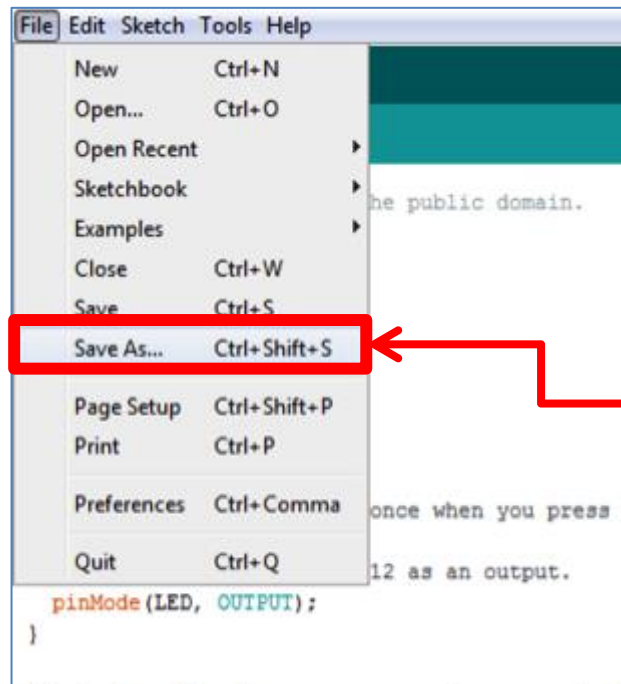 File Edit Sketch Tools Help
New Ctrl+N
Open... Ctrl+O
Open Recent
Sketchbook
he public domain.
Examples
Close Ctrl+W
Save Ctrl+S
Save As... Ctrl+Shift+S
Page Setup Ctrl+Shift+P
Print Ctrl+P
Preferences Ctrl+Comma
once when you press
Quit Ctrl+Q
12 as an output.
pinMode(LED, OUTPUT);
}